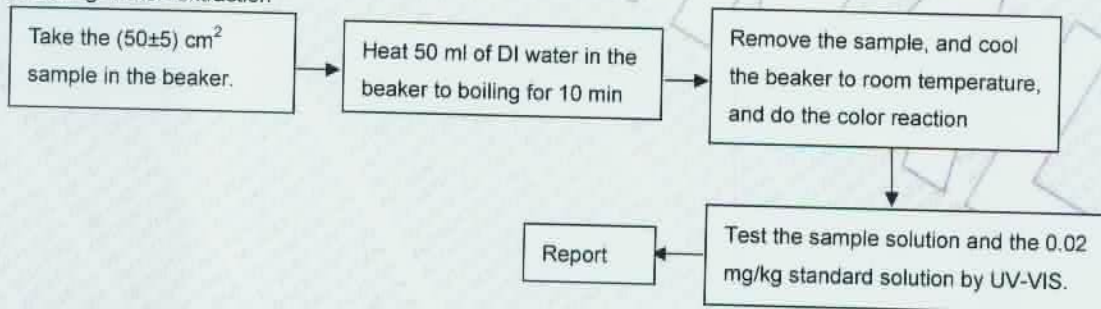 Take the (50±5) cm²
sample in the beaker.
Heat 50 ml of DI water in the
beaker to boiling for 10 min
Remove the sample, and cool
the beaker to room temperature,
and do the color reaction
Test the sample solution and the 0.02
mg/kg standard solution by UV-VIS.
Report